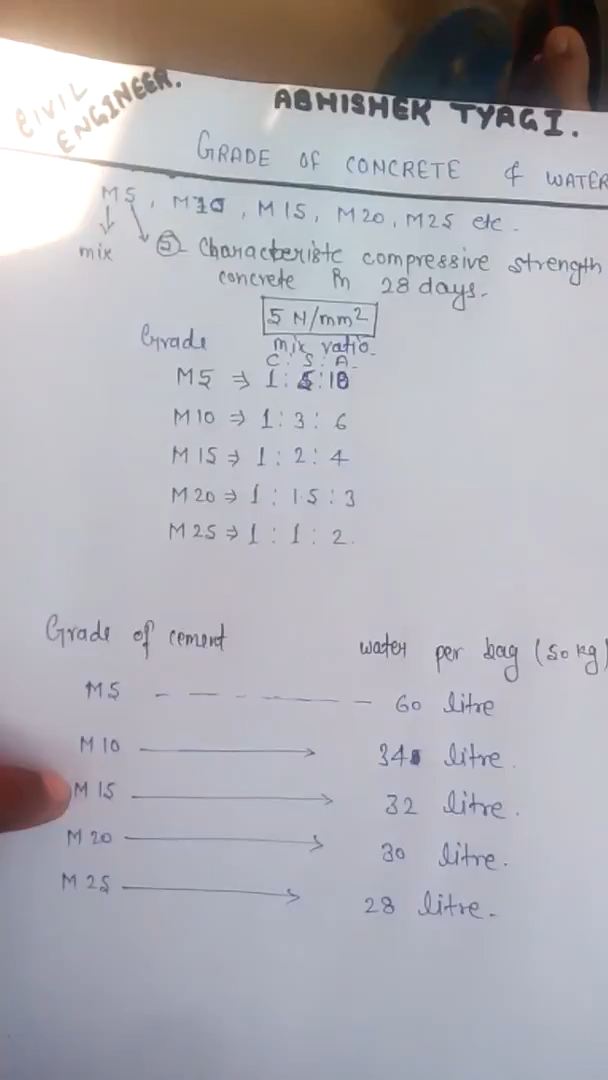 CIVIL ENGINEER.
ABHISHEK TYAGI.
GRADE OF CONCRETE & WATER
M5, M10, M15, M20, M25 etc.
mix
5 Characteristc compressive strength
concrete in 28 days.
5 N/mm²
Grade mix ratio.
C : S : A.
M5 ⇒ 1 : 5 : 10
M10 ⇒ 1 : 3 : 6
M15 ⇒ 1 : 2 : 4
M20 ⇒ 1 : 1.5 : 3
M25 ⇒ 1 : 1 : 2.
Grade of cement water per bag (50 kg)
M5 60 litre
M10 34 litre.
M15 32 litre.
M20 30 litre.
M25 28 litre.